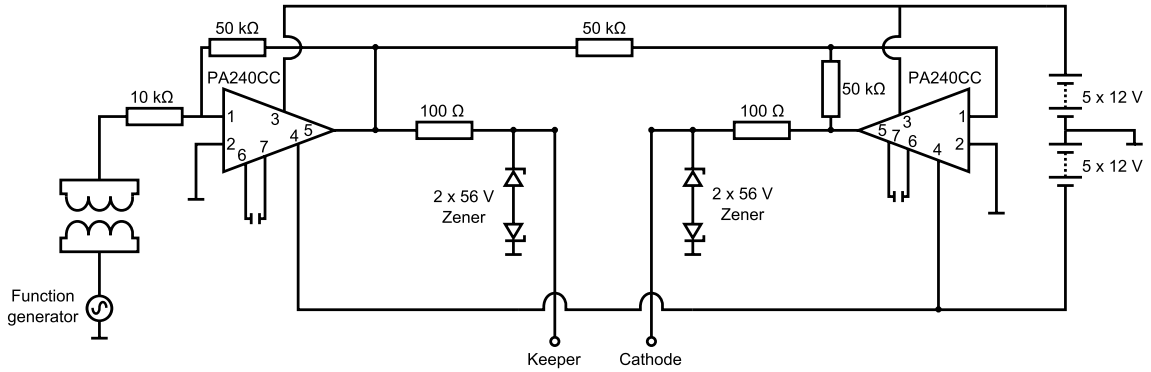 50 kΩ
50 kΩ
PA240CC
PA240CC
10 kΩ
50 kΩ
5 x 12 V
1
3
100 Ω
100 Ω
3
1
4 5
5 7
2
6 7
6
4
2
5 x 12 V
2 x 56 V
Zener
2 x 56 V
Zener
Function
generator
Keeper
Cathode